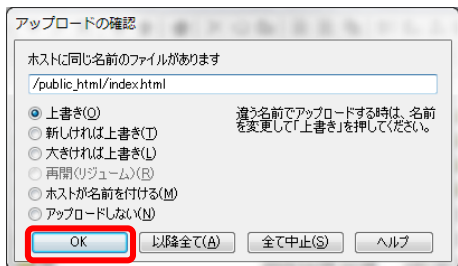 アップロードの確認
ホストに同じ名前のファイルがあります
/public_html/index.html
上書き(O)
新しければ上書き(T)
大きければ上書き(L)
再開(リジューム)(R)
ホストが名前を付ける(M)
アップロードしない(N)
違う名前でアップロードする時は、名前
を変更して「上書き」を押してください。
OK
以降全て(A)
全て中止(S)
ヘルプ